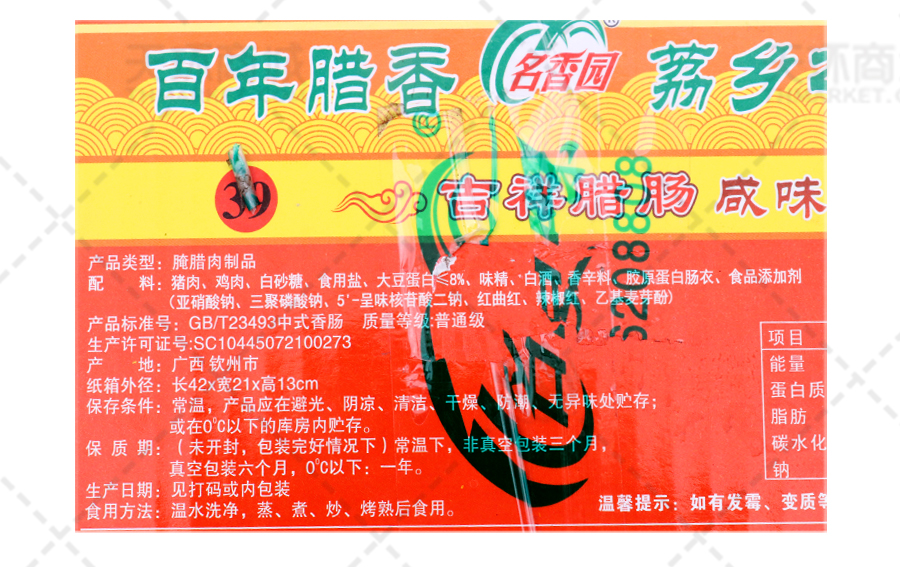 百年腊香
名香园
®
荔乡
39
吉祥腊肠 咸味
5208888
产品类型：腌腊肉制品
配 料：猪肉、鸡肉、白砂糖、食用盐、大豆蛋白≤8%、味精、白酒、香辛料、胶原蛋白肠衣、食品添加剂
（亚硝酸钠、三聚磷酸钠、5′-呈味核苷酸二钠、红曲红、辣椒红、乙基麦芽酚）
产品标准号：GB/T23493中式香肠 质量等级:普通级
生产许可证号:SC10445072100273
产 地：广西 钦州市
纸箱外径：长42x宽21x高13cm
保存条件：常温，产品应在避光、阴凉、清洁、干燥、防潮、无异味处贮存；
或在0°C以下的库房内贮存。
保 质 期：（未开封，包装完好情况下）常温下，非真空包装三个月，
真空包装六个月，0°C以下：一年。
生产日期：见打码或内包装
食用方法：温水洗净，蒸、煮、炒、烤熟后食用。
项目
能量
蛋白质
脂肪
碳水化
钠
温馨提示：如有发霉、变质等